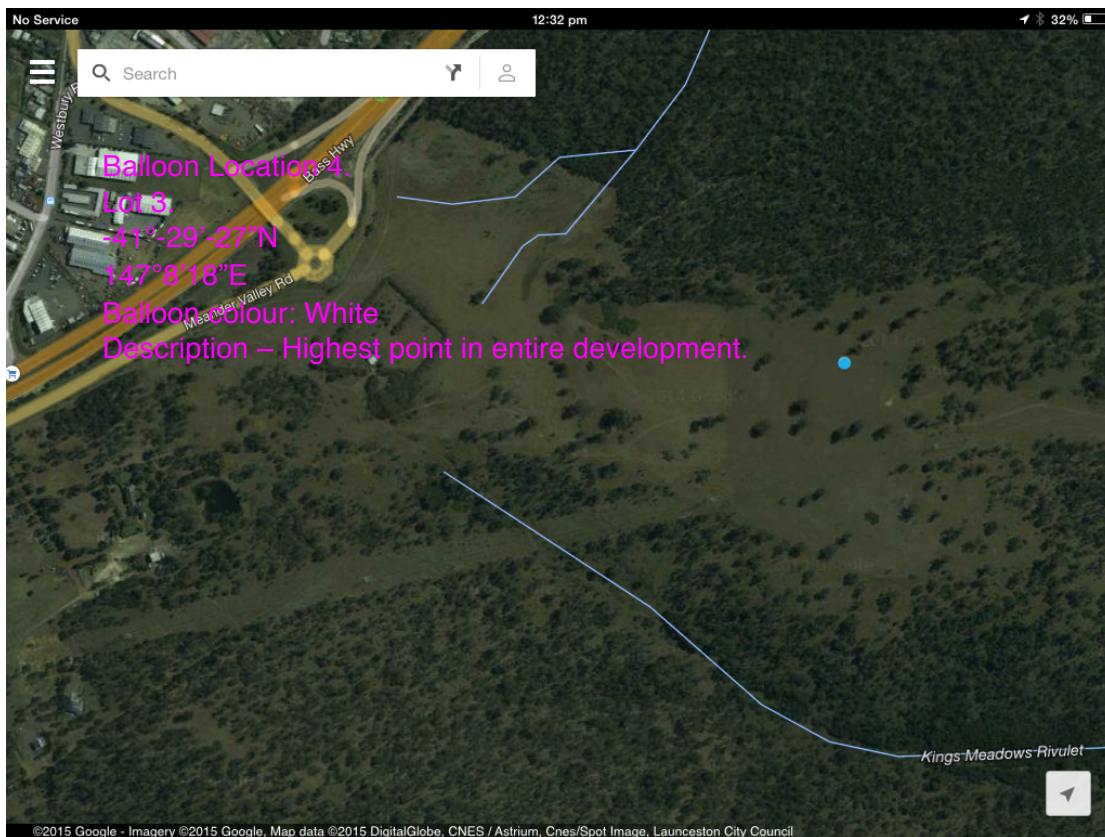 No Service 12:32 pm 32%
Search
Westbury R
Bass Hwy
Balloon Location 4.
Lot 3.
-41°-29'-27"N
147°8'18"E
Meander Valley Rd
Balloon colour: White
Description – Highest point in entire development.
Kings Meadows Rivulet
©2015 Google - Imagery ©2015 Google, Map data ©2015 DigitalGlobe, CNES / Astrium, Cnes/Spot Image, Launceston City Council